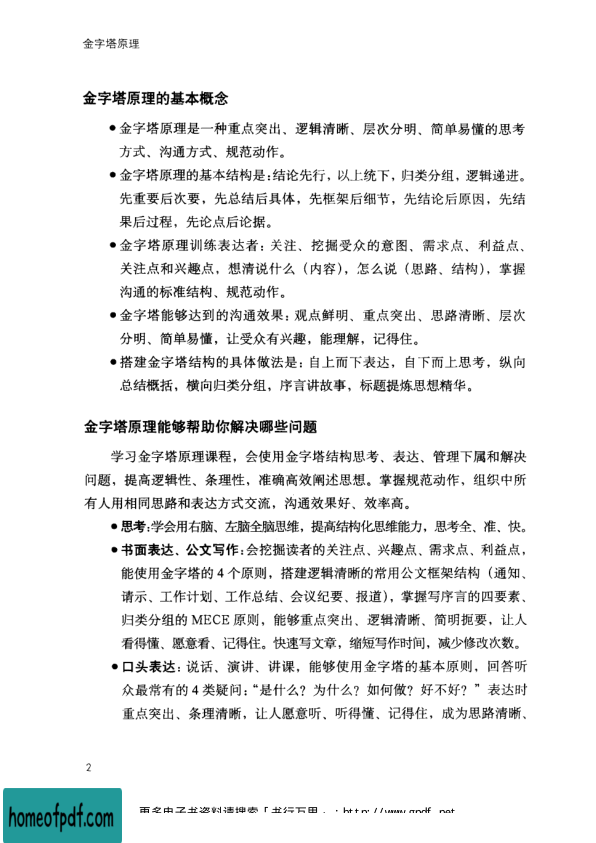 金字塔原理
金字塔原理的基本概念
●金字塔原理是一种重点突出、逻辑清晰、层次分明、简单易懂的思考
方式、沟通方式、规范动作。
●金字塔原理的基本结构是:结论先行,以上统下,归类分组,逻辑递进。
先重要后次要,先总结后具体,先框架后细节,先结论后原因,先结
果后过程,先论点后论据。
●金字塔原理训练表达者:关注、挖掘受众的意图、需求点、利益点、
关注点和兴趣点,想清说什么(内容),怎么说(思路、结构),掌握
沟通的标准结构、规范动作。
●金字塔能够达到的沟通效果:观点鲜明、重点突出、思路清晰、层次
分明、简单易懂,让受众有兴趣,能理解,记得住。
●搭建金字塔结构的具体做法是:自上而下表达,自下而上思考,纵向
总结概括,横向归类分组,序言讲故事,标题提炼思想精华。
金字塔原理能够帮助你解决哪些问题
学习金字塔原理课程,会使用金字塔结构思考、表达、管理下属和解决
问题,提高逻辑性、条理性,准确高效阐述思想。掌握规范动作,组织中所
有人用相同思路和表达方式交流,沟通效果好、效率高。
●思考:学会用右脑、左脑全脑思维,提高结构化思维能力,思考全、准、快。
●书面表达、公文写作:会挖掘读者的关注点、兴趣点、需求点、利益点,
能使用金字塔的4个原则,搭建逻辑清晰的常用公文框架结构(通知、
请示、工作计划、工作总结、会议纪要、报道),掌握写序言的四要素、
归类分组的MECE原则,能够重点突出、逻辑清晰、简明扼要,让人
看得懂、愿意看、记得住。快速写文章,缩短写作时间,减少修改次数。
●口头表达:说话、演讲、讲课,能够使用金字塔的基本原则,回答听
众最常有的4类疑问:“是什么?为什么?如何做?好不好?”表达时
重点突出、条理清晰,让人愿意听、听得懂、记得住,成为思路清晰、
2
更多电子书资料请搜索「书行万里」:http://www.gpdf.net
homeofpdf.com